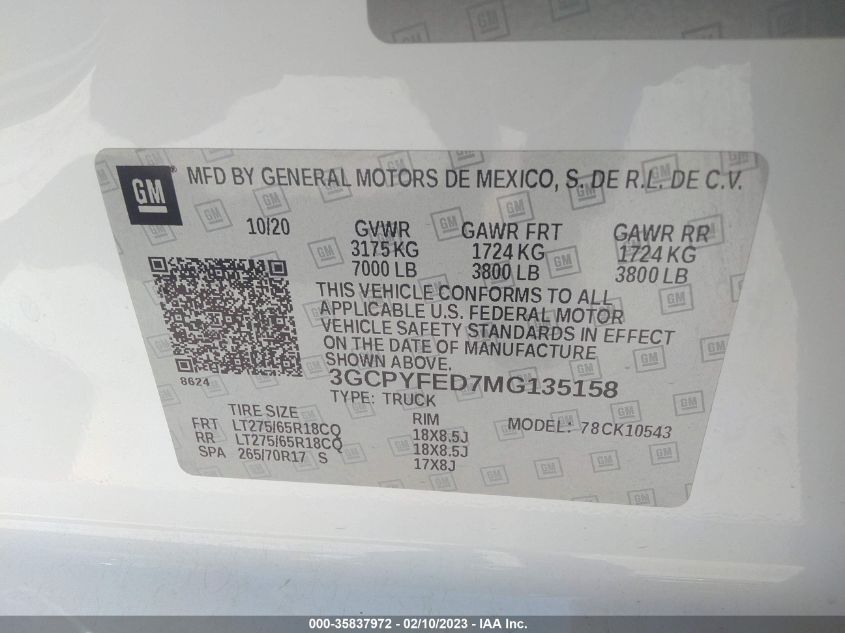 GM
MFD BY GENERAL MOTORS DE MEXICO, S. DE R.L. DE C.V.
10/20 GVWR GAWR FRT GAWR RR
3175 KG 1724 KG 1724 KG
7000 LB 3800 LB 3800 LB
THIS VEHICLE CONFORMS TO ALL
APPLICABLE U.S. FEDERAL MOTOR
VEHICLE SAFETY STANDARDS IN EFFECT
ON THE DATE OF MANUFACTURE
SHOWN ABOVE.
8624
3GCPYFED7MG135158
TYPE: TRUCK
TIRE SIZE RIM MODEL: 78CK10543
FRT LT275/65R18CQ 18X8.5J
RR LT275/65R18CQ 18X8.5J
SPA 265/70R17 S 17X8J
000-35837972 — 02/10/2023 — IAA Inc.